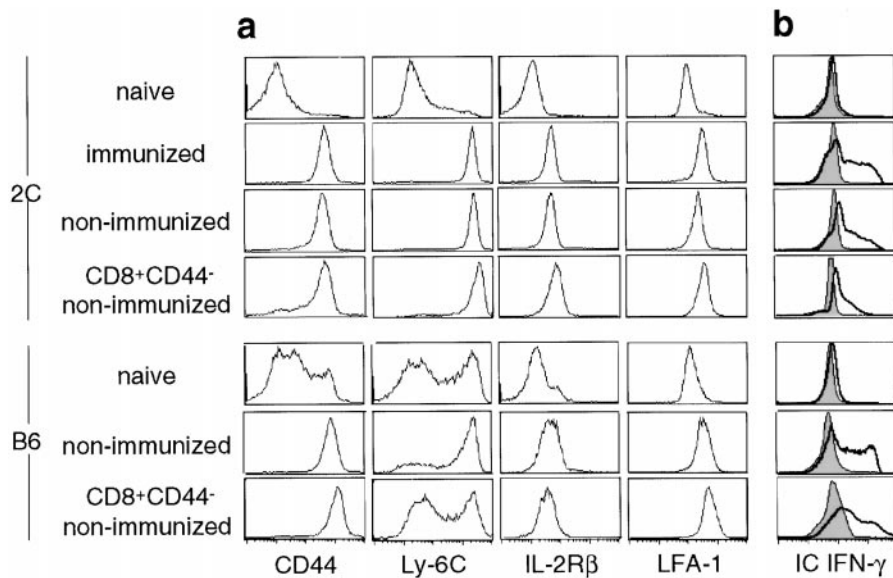 a
b
naive
immunized
2C
non-immunized
CD8+CD44-
non-immunized
naive
B6
non-immunized
CD8+CD44-
non-immunized
CD44
Ly-6C
IL-2Rβ
LFA-1
IC IFN-γ